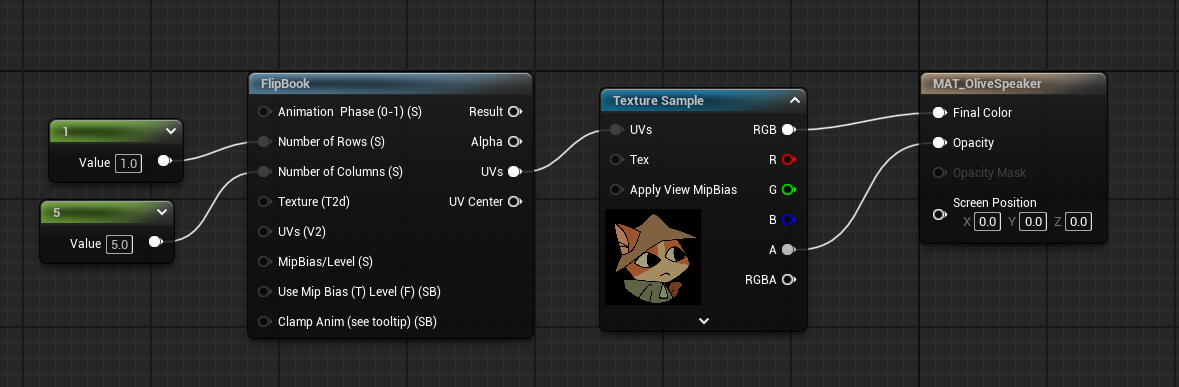 1
Value 1.0
5
Value 5.0
FlipBook
Animation Phase (0-1) (S) Result
Number of Rows (S) Alpha
Number of Columns (S) UVs
Texture (T2d) UV Center
UVs (V2)
MipBias/Level (S)
Use Mip Bias (T) Level (F) (SB)
Clamp Anim (see tooltip) (SB)
Texture Sample
UVs RGB
Tex R
Apply View MipBias G
B
A
RGBA
MAT_OliveSpeaker
Final Color
Opacity
Opacity Mask
Screen Position
X 0.0 Y 0.0 Z 0.0